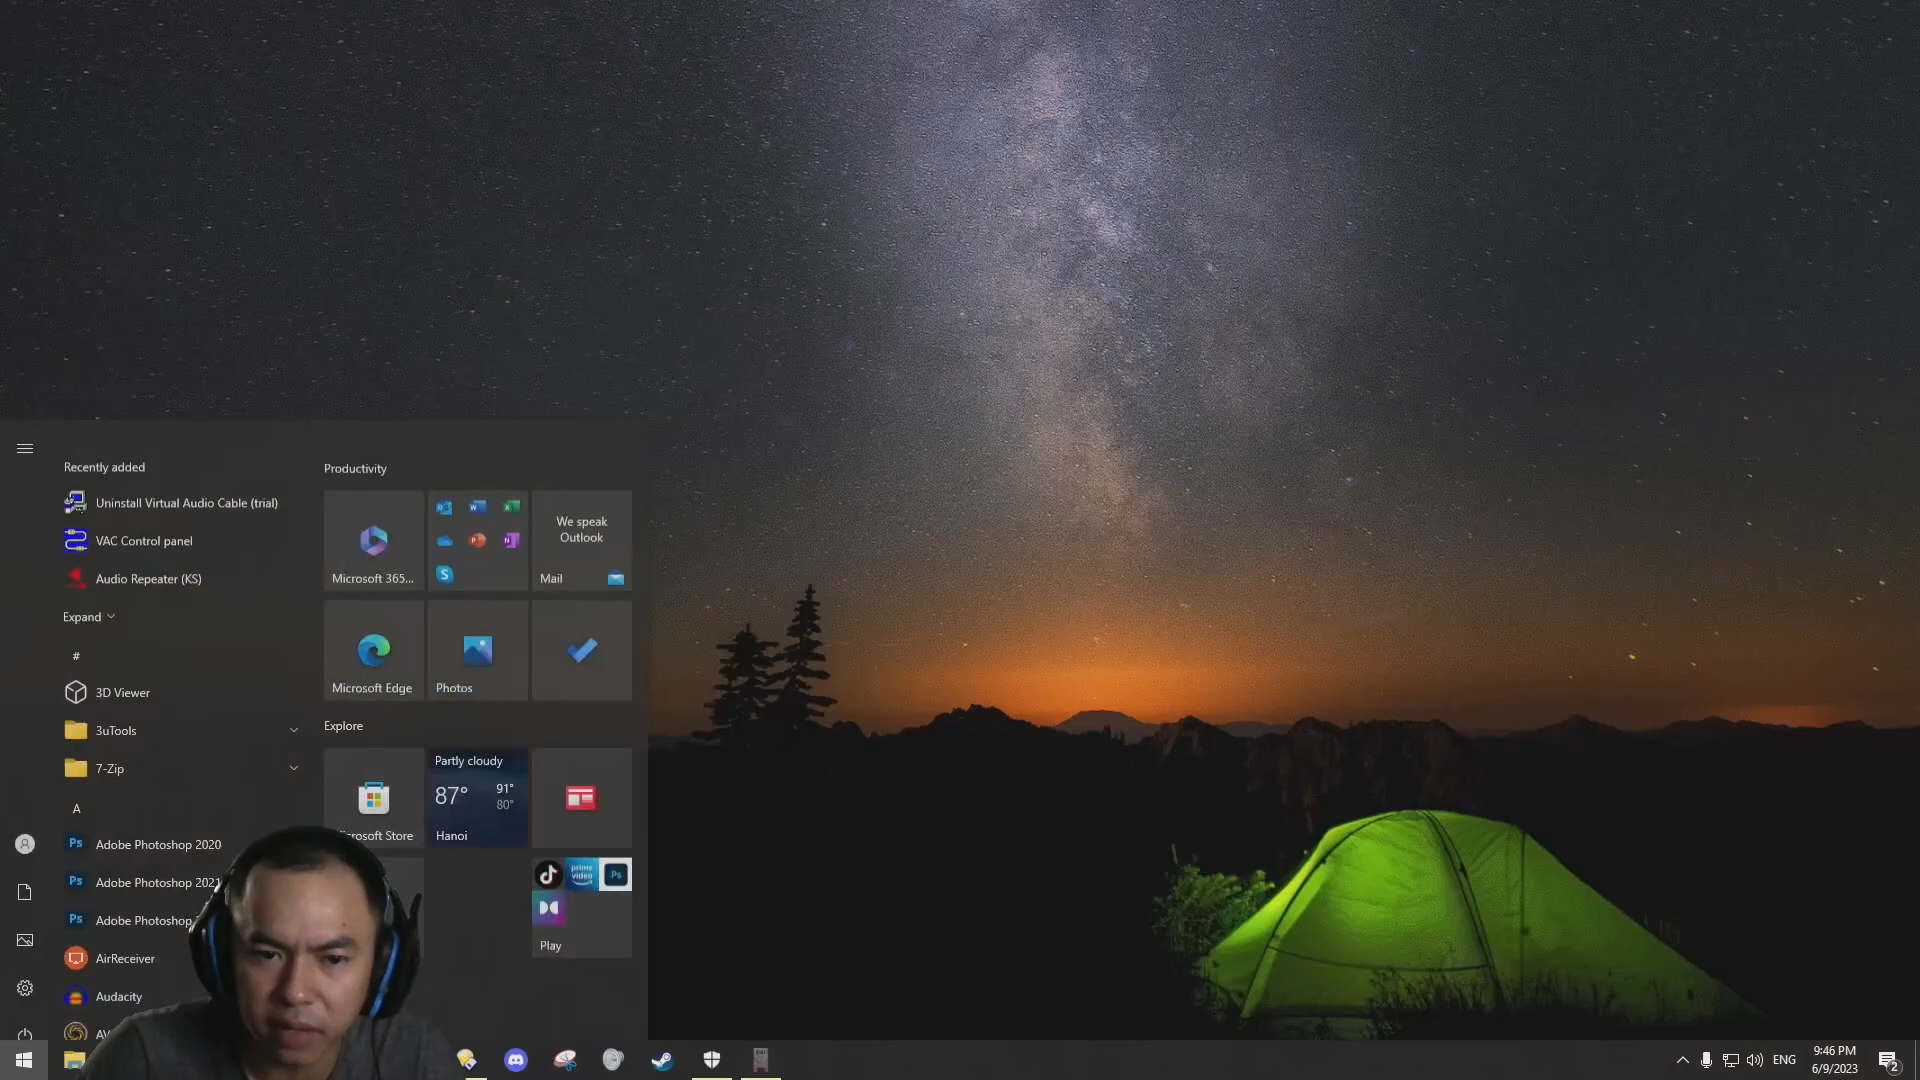 Recently added
Uninstall Virtual Audio Cable (trial)
VAC Control panel
Audio Repeater (KS)
Expand
#
3D Viewer
3uTools
7-Zip
A
Adobe Photoshop 2020
Adobe Photoshop 2021
Adobe Photoshop
AirReceiver
Audacity
Productivity
Microsoft 365...
We speak
Outlook
Mail
Microsoft Edge
Photos
Explore
Store
Partly cloudy
87°
91°
80°
Hanoi
prime
video
Ps
Play
ENG
9:46 PM
6/9/2023
2